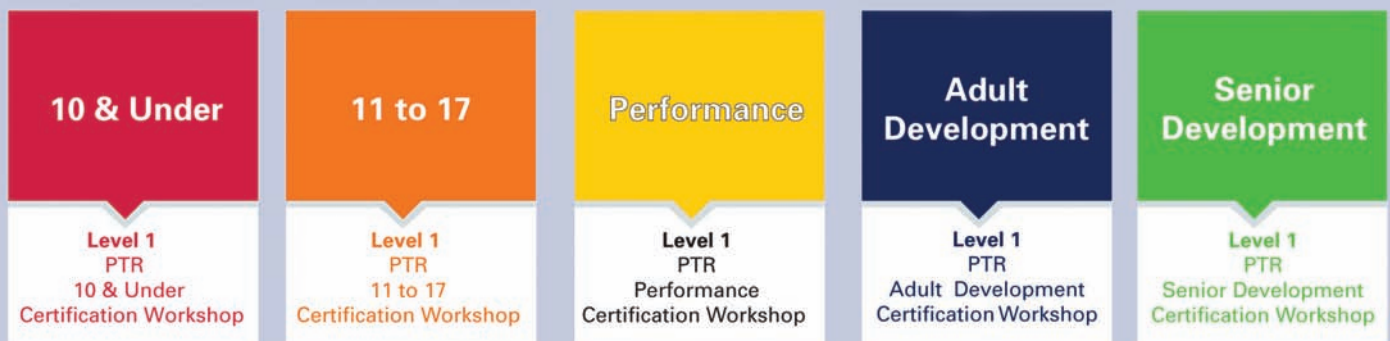 10 & Under
Level 1
PTR
10 & Under
Certification Workshop
11 to 17
Level 1
PTR
11 to 17
Certification Workshop
Performance
Level 1
PTR
Performance
Certification Workshop
Adult
Development
Level 1
PTR
Adult Development
Certification Workshop
Senior
Development
Level 1
PTR
Senior Development
Certification Workshop